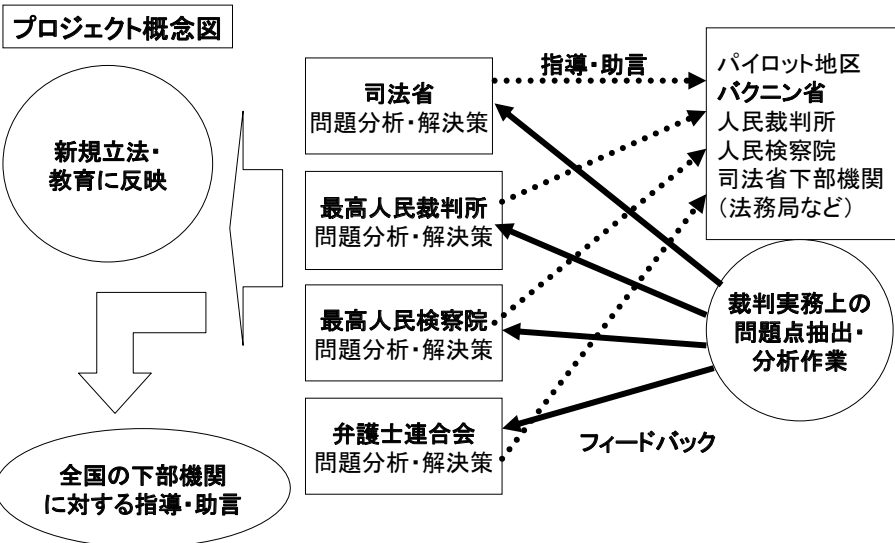 プロジェクト概念図
新規立法・
教育に反映
全国の下部機関
に対する指導・助言
司法省
問題分析・解決策
最高人民裁判所
問題分析・解決策
最高人民検察院
問題分析・解決策
弁護士連合会
問題分析・解決策
指導・助言
フィードバック
パイロット地区
バクニン省
人民裁判所
人民検察院
司法省下部機関
（法務局など）
裁判実務上の
問題点抽出・
分析作業